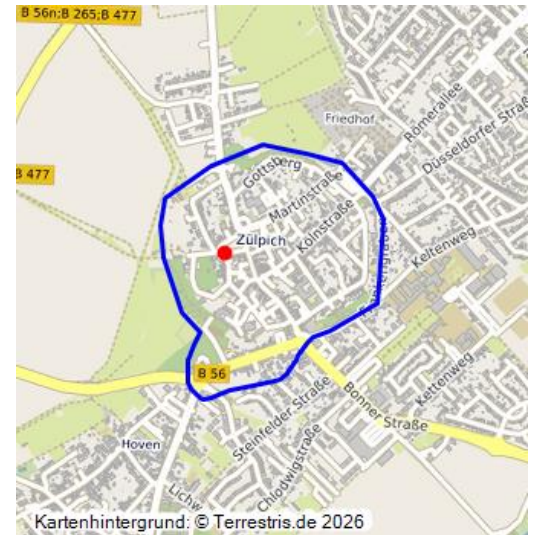 B 56n;B 265;B 477
Friedhof
Römerallee
Düsseldorfer Straße
B 477
Gottsberg
Martinstraße
Kölnstraße
Zülpich
Keltenweg
B 56
Kettenweg
Bonner Straße
Steinfelder Straße
Hoven
Chlodwigstraße
Lichw
Kartenhintergrund: © Terrestris.de 2026